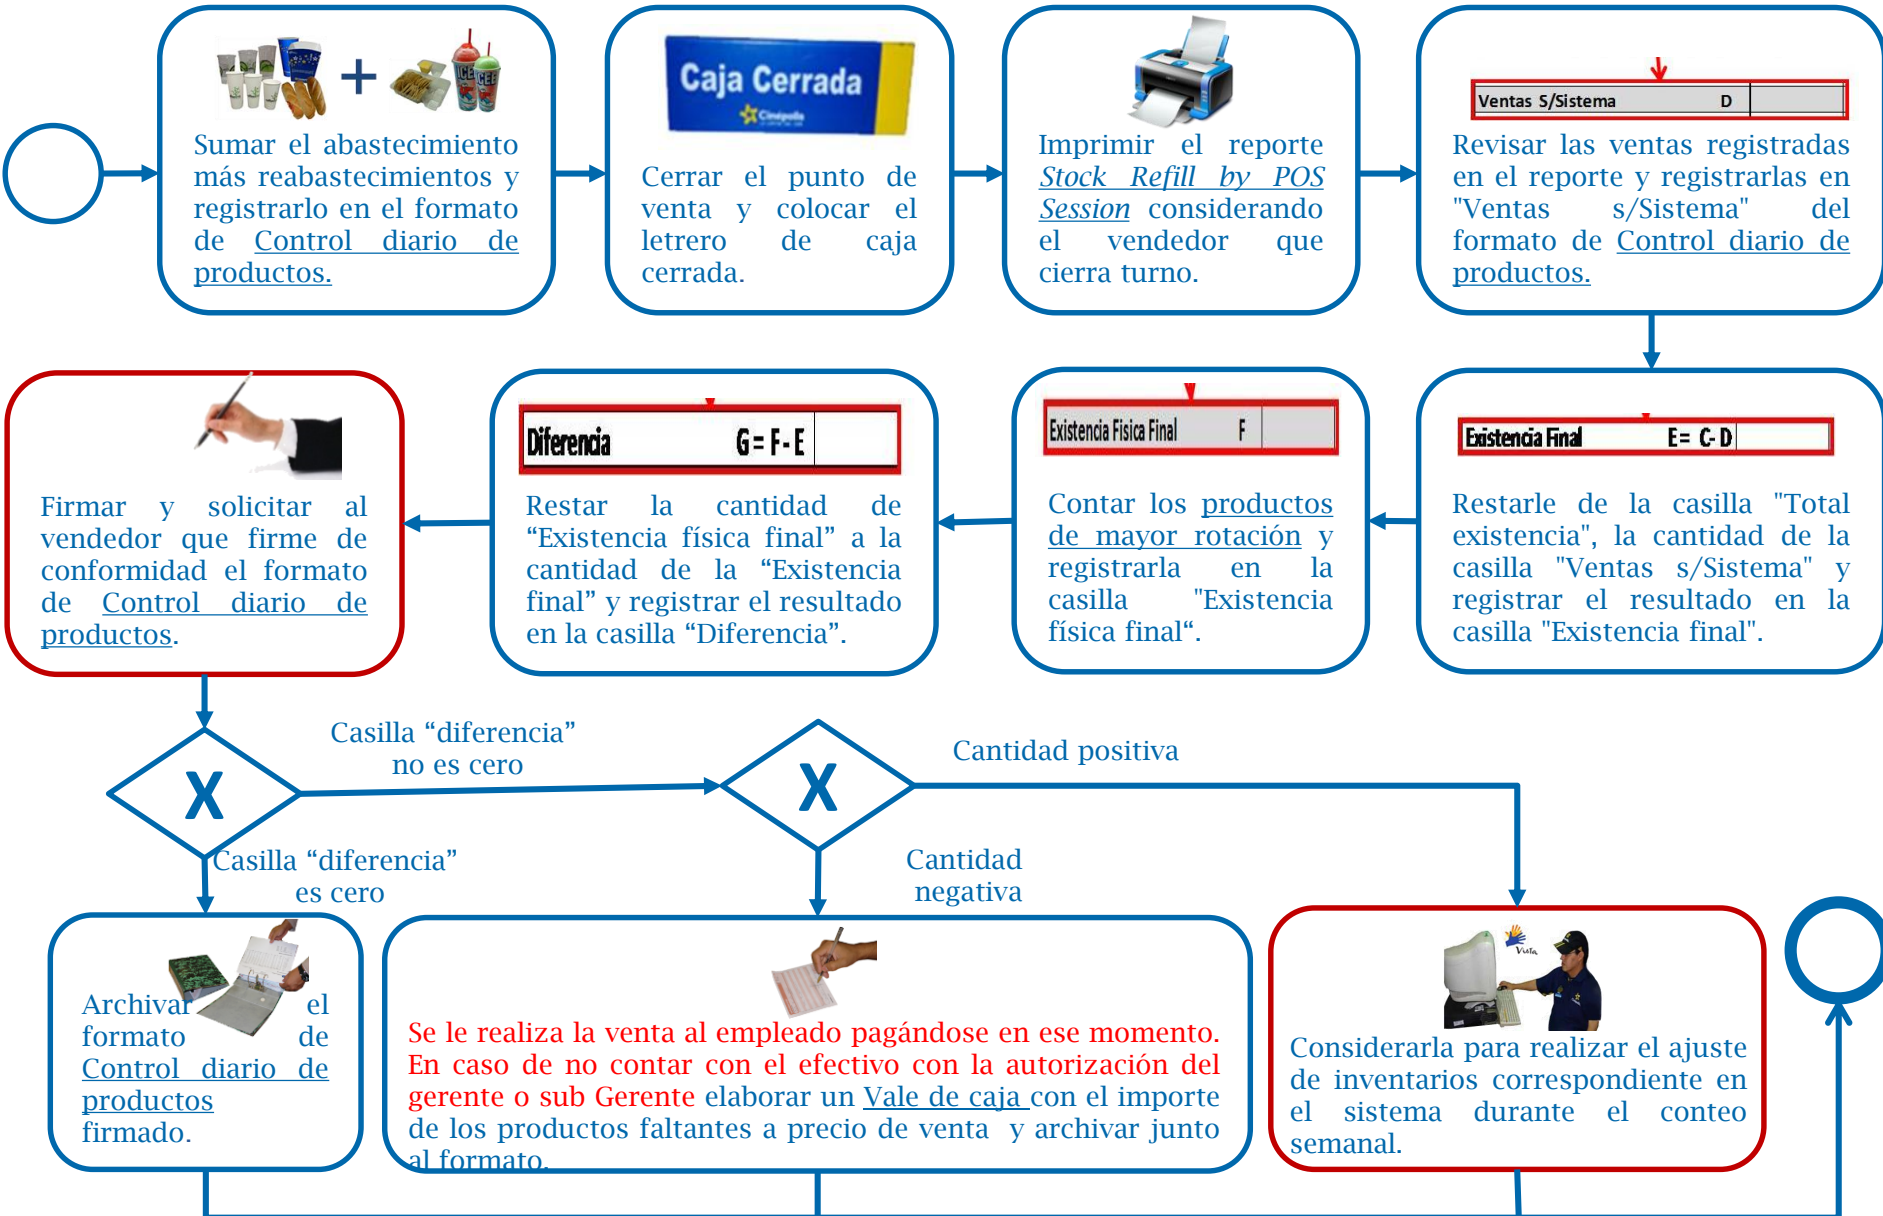 Caja Cerrada
Cinépolis
ICEE
ICEE
Ventas S/Sistema D
Sumar el abastecimiento
más reabastecimientos y
registrarlo en el formato
de Control diario de
productos.
Cerrar el punto de
venta y colocar el
letrero de caja
cerrada.
Imprimir el reporte
Stock Refill by POS
Session considerando
el vendedor que
cierra turno.
Revisar las ventas registradas
en el reporte y registrarlas en
"Ventas s/Sistema" del
formato de Control diario de
productos.
Existencia Final E= C-D
Restarle de la casilla "Total
existencia", la cantidad de la
casilla "Ventas s/Sistema" y
registrar el resultado en la
casilla "Existencia final".
Existencia Fisica Final F
Contar los productos
de mayor rotación y
registrarla en la
casilla "Existencia
física final“.
Diferencia G = F - E
Restar la cantidad de
“Existencia física final” a la
cantidad de la “Existencia
final” y registrar el resultado
en la casilla “Diferencia”.
Firmar y solicitar al
vendedor que firme de
conformidad el formato
de Control diario de
productos.
X
Casilla “diferencia”
no es cero
X
Cantidad positiva
Casilla “diferencia”
es cero
Cantidad
negativa
Archivar el
formato de
Control diario de
productos
firmado.
Se le realiza la venta al empleado pagándose en ese momento.
En caso de no contar con el efectivo con la autorización del
gerente o sub Gerente elaborar un Vale de caja con el importe
de los productos faltantes a precio de venta y archivar junto
al formato.
Vista
Considerarla para realizar el ajuste
de inventarios correspondiente en
el sistema durante el conteo
semanal.